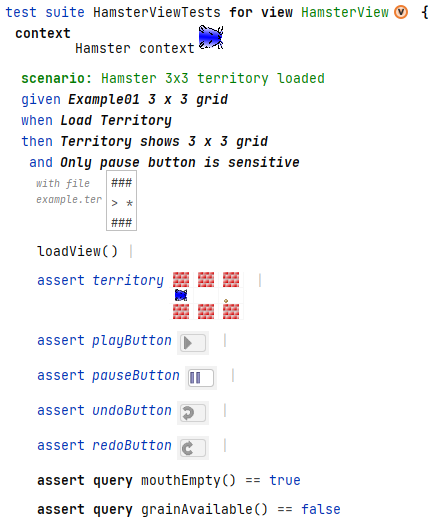 test suite HamsterViewTests for view HamsterView v {
context
Hamster context
scenario: Hamster 3x3 territory loaded
given Example01 3 x 3 grid
when Load Territory
then Territory shows 3 x 3 grid
and Only pause button is sensitive
with file
example.ter
###
> *
###
loadView() |
assert territory |
assert playButton |
assert pauseButton |
assert undoButton |
assert redoButton |
assert query mouthEmpty() == true
assert query grainAvailable() == false